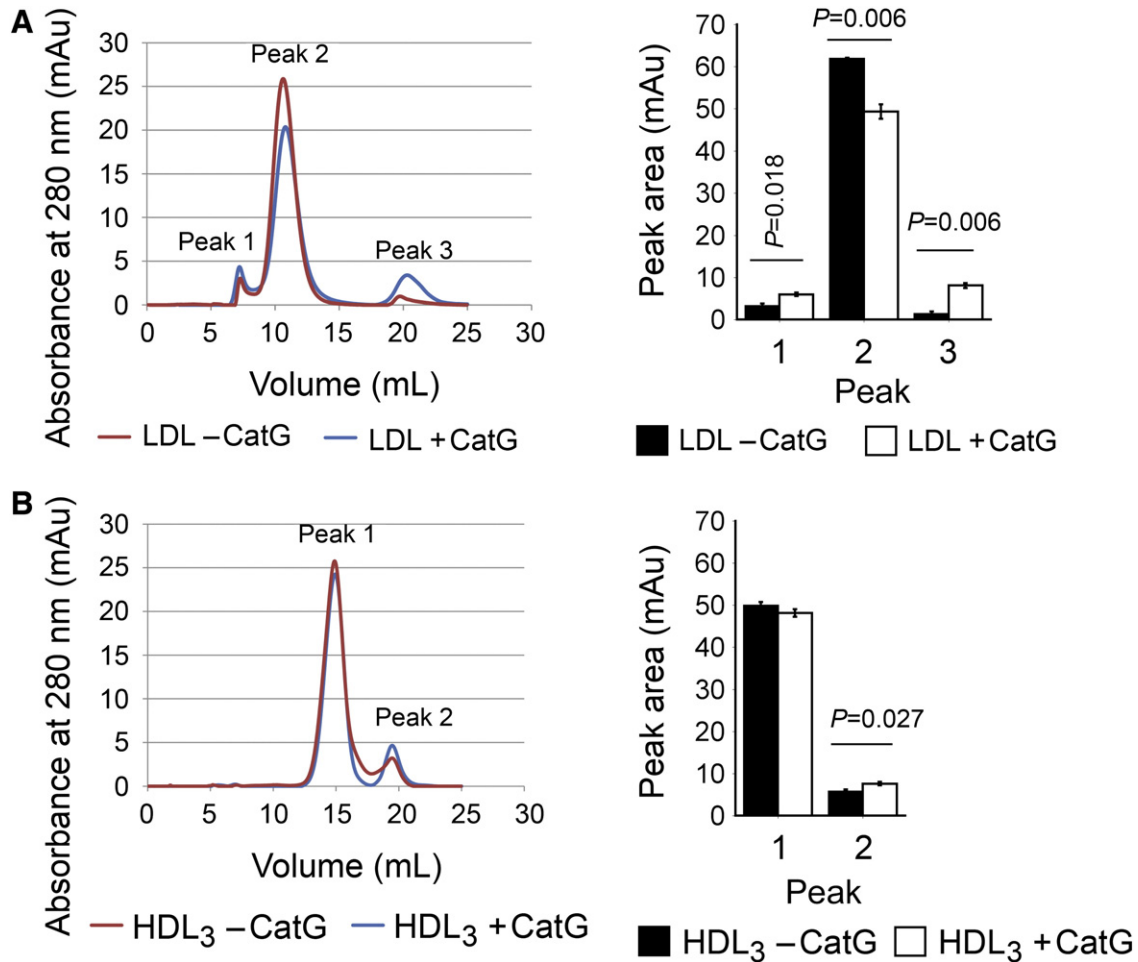 A
Absorbance at 280 nm (mAu)
30
25
20
15
10
5
0
Peak 1
Peak 2
Peak 3
0 5 10 15 20 25 30
Volume (mL)
LDL –CatG LDL +CatG
Peak area (mAu)
70
60
50
40
30
20
10
0
P=0.018
P=0.006
P=0.006
1 2 3
Peak
LDL –CatG LDL +CatG
B
Absorbance at 280 nm (mAu)
30
25
20
15
10
5
0
Peak 1
Peak 2
0 5 10 15 20 25 30
Volume (mL)
HDL₃ –CatG HDL₃ +CatG
Peak area (mAu)
70
60
50
40
30
20
10
0
P=0.027
1 2
Peak
HDL₃ –CatG HDL₃ +CatG